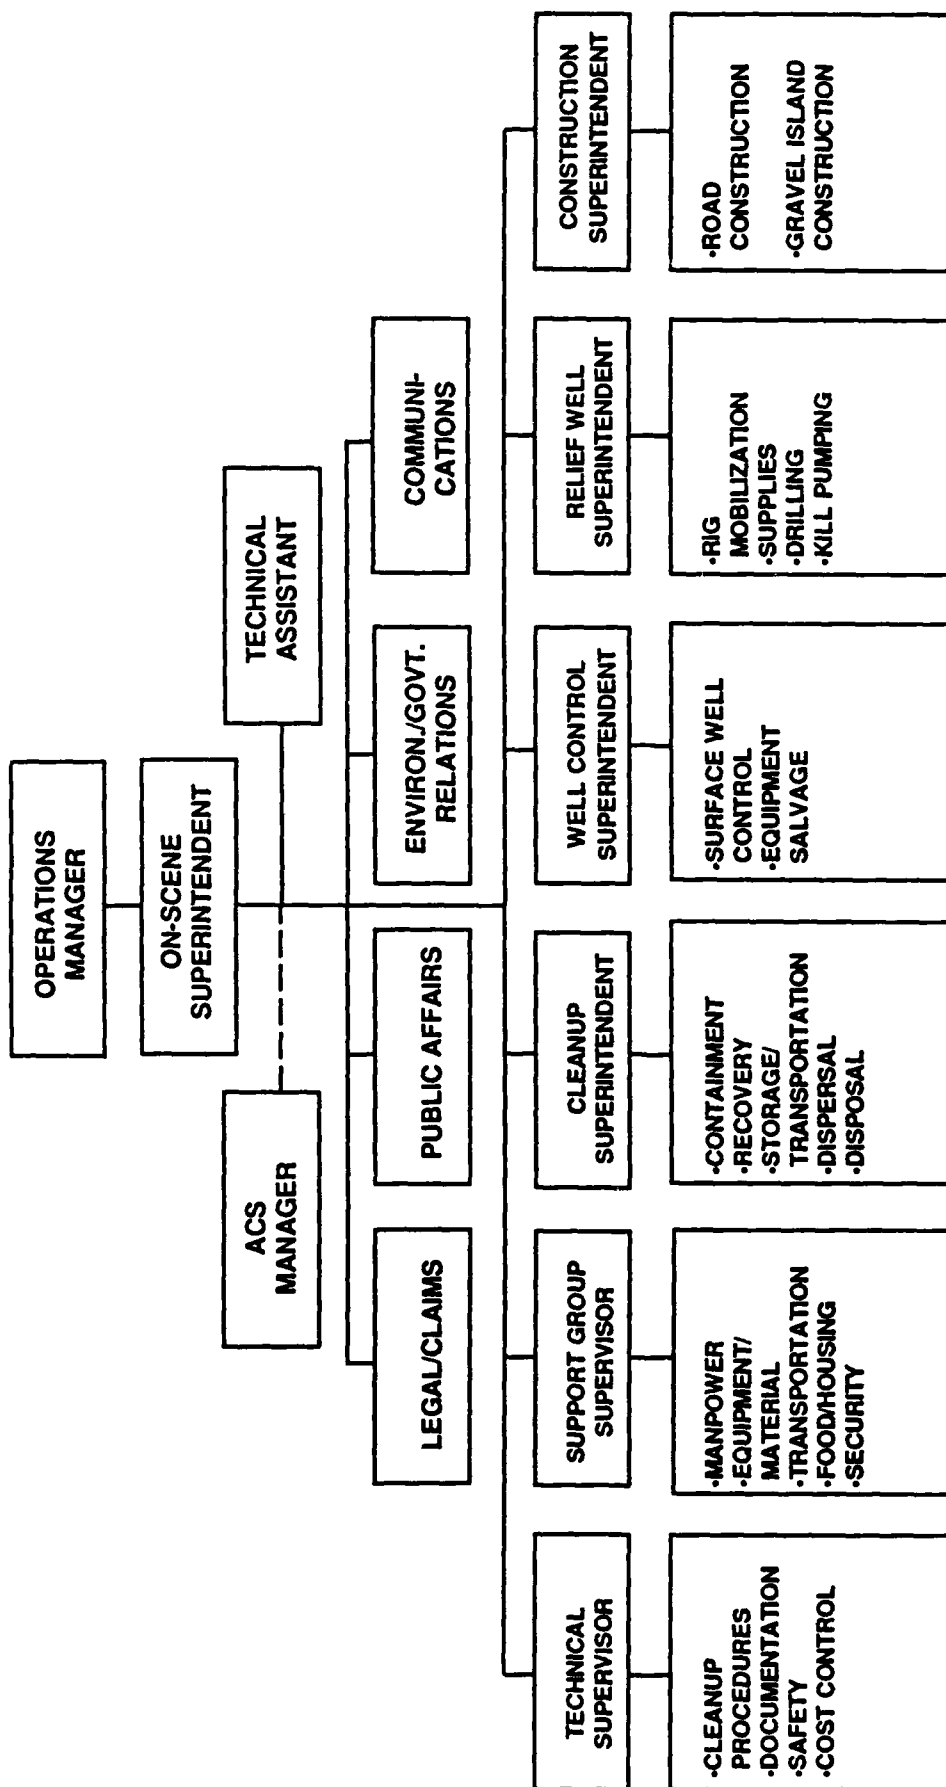 OPERATIONS
MANAGER
ON-SCENE
SUPERINTENDENT
ACS
MANAGER
TECHNICAL
ASSISTANT
LEGAL/CLAIMS
PUBLIC AFFAIRS
ENVIRON./GOVT.
RELATIONS
COMMUNI-
CATIONS
TECHNICAL
SUPERVISOR
SUPPORT GROUP
SUPERVISOR
CLEANUP
SUPERINTENDENT
WELL CONTROL
SUPERINTENDENT
RELIEF WELL
SUPERINTENDENT
CONSTRUCTION
SUPERINTENDENT
•CLEANUP
PROCEDURES
•DOCUMENTATION
•SAFETY
•COST CONTROL
•MANPOWER
•EQUIPMENT/
MATERIAL
•TRANSPORTATION
•FOOD/HOUSING
•SECURITY
•CONTAINMENT
•RECOVERY
•STORAGE/
TRANSPORTATION
•DISPERSAL
•DISPOSAL
•SURFACE WELL
CONTROL
•EQUIPMENT
SALVAGE
•RIG
MOBILIZATION
•SUPPLIES
•DRILLING
•KILL PUMPING
•ROAD
CONSTRUCTION
•GRAVEL ISLAND
CONSTRUCTION